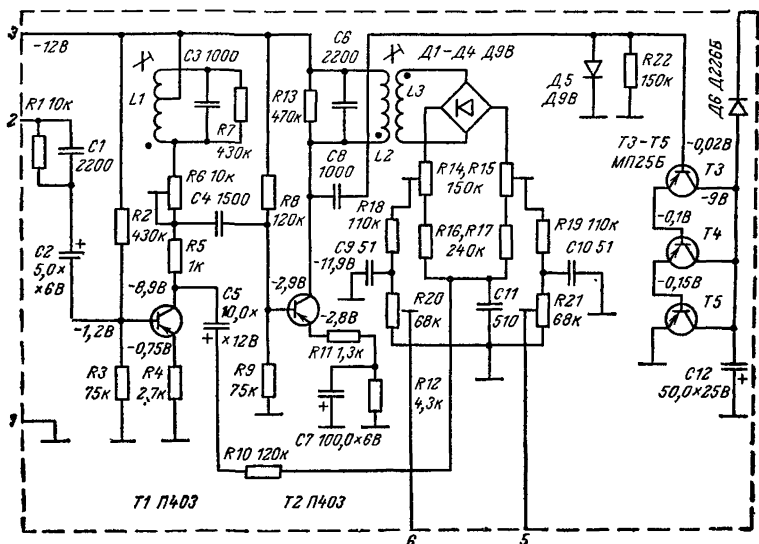 3
-12В
C3 1000
C6
2200
Д1-Д4 Д9В
Д6 Д226Б
L1
R7
430к
R13
470к
L3
L2
Д5
Д9В
R22
150к
2
R1 10к
C1
2200
C8
1000
T3-T5
МП25Б
-0,02В
T3
-9В
R6 10к
C4 1500
R8
120к
R14, R15
150к
R2
430к
R5
1к
R18
110к
R16, R17
240к
R19 110к
-0,1В
T4
C2
5,0×
×6В
C9 51
C10 51
-11,9В
-8,9В
C5
10,0×
×12В
-2,9В
R20
68к
C11
510
R21
68к
-0,15В
T5
-1,2В
-0,75В
-2,8В
R11 1,3к
R3
75к
R4
2,7к
R9
75к
R12
4,3к
C12
50,0×25В
1
C7 100,0×6В
R10 120к
T1 П403
T2 П403
6
5